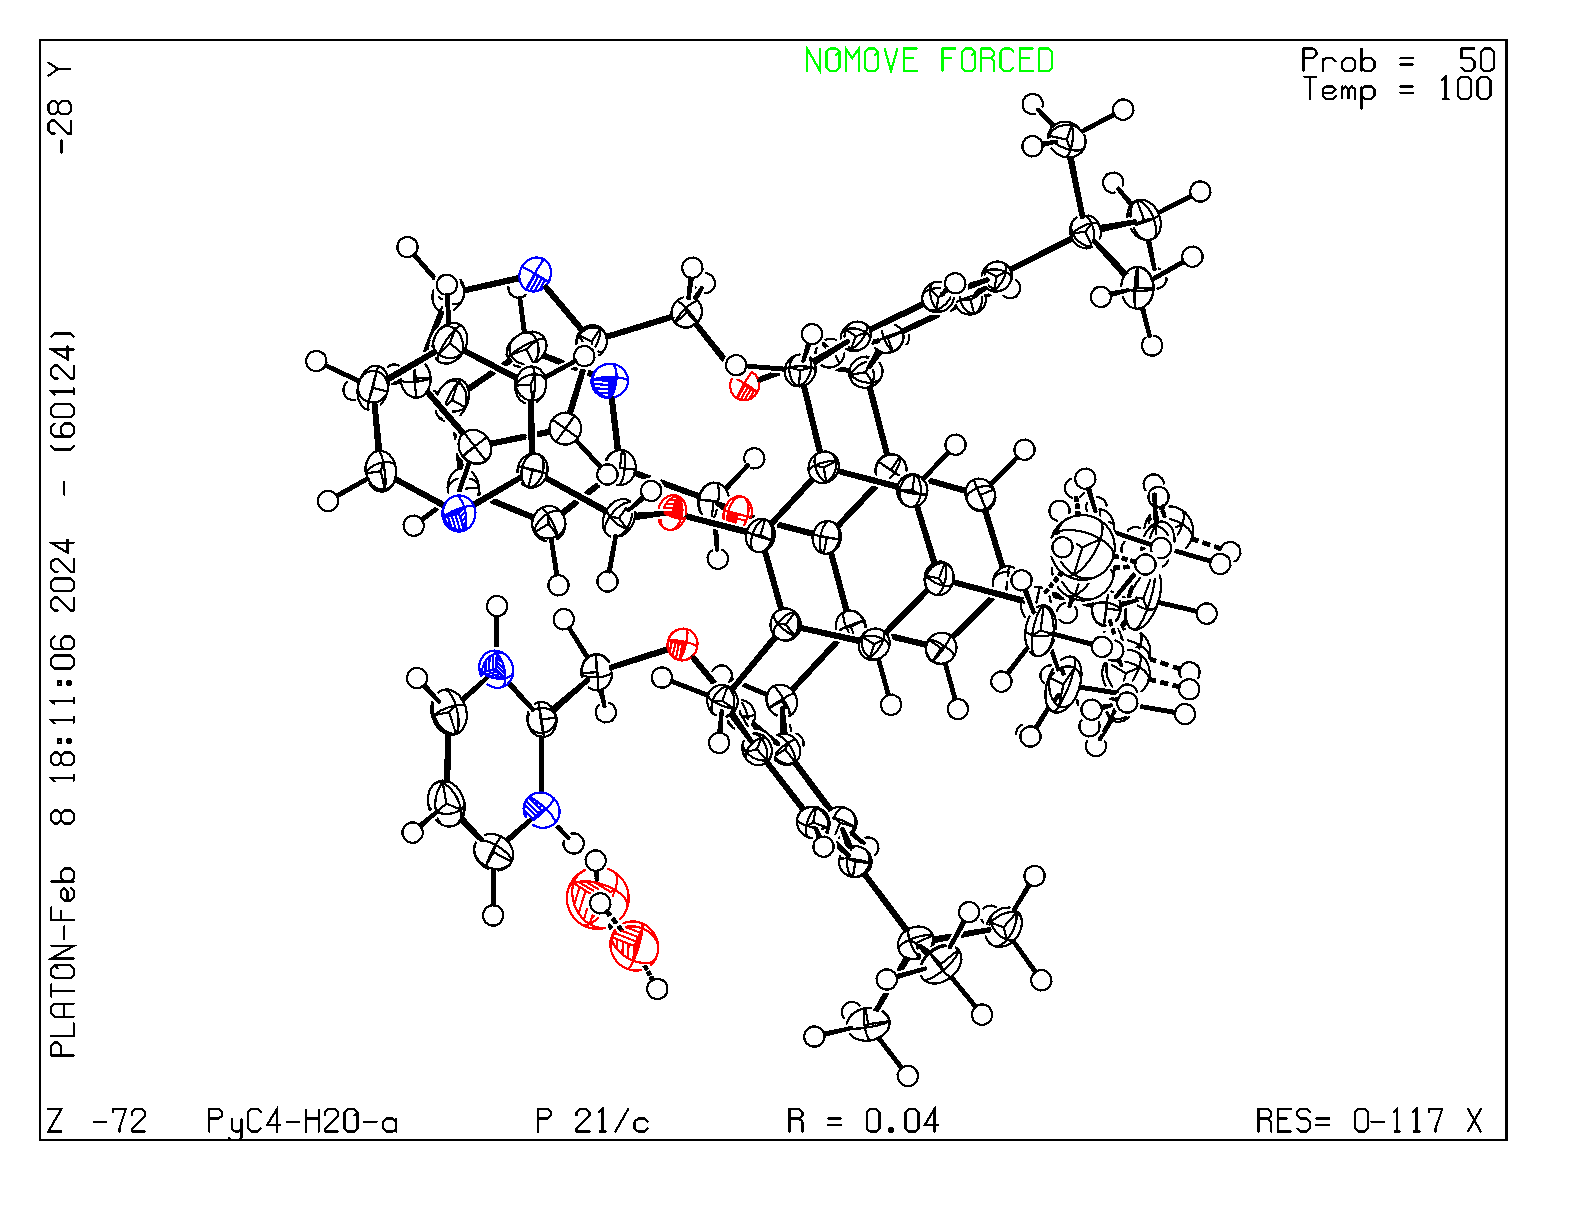 NOMOVE FORCED
Prob = 50
Temp = 100
PLATON-Feb 8 18:11:06 2024 - (60124) -28 Y
Z -72 PyC4-H2O-a P 21/c R = 0.04 RES= 0-117 X